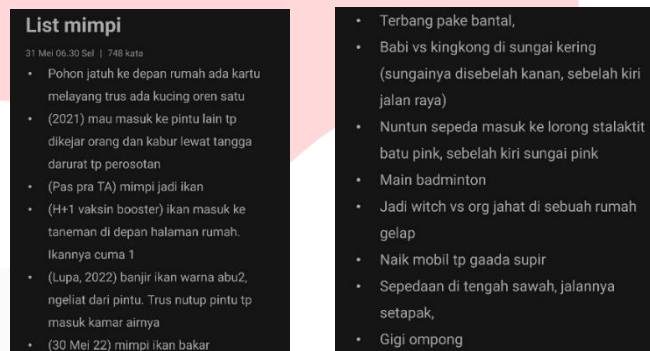 List mimpi
31 Mei 06.30 Sel | 748 kata
• Pohon jatuh ke depan rumah ada kartu
melayang trus ada kucing oren satu
• (2021) mau masuk ke pintu lain tp
dikejar orang dan kabur lewat tangga
darurat tp perosotan
• (Pas pra TA) mimpi jadi ikan
• (H+1 vaksin booster) ikan masuk ke
taneman di depan halaman rumah.
Ikannya cuma 1
• (Lupa, 2022) banjir ikan warna abu2,
ngeliat dari pintu. Trus nutup pintu tp
masuk kamar airnya
• (30 Mei 22) mimpi ikan bakar
• Terbang pake bantal,
• Babi vs kingkong di sungai kering
(sungainya disebelah kanan, sebelah kiri
jalan raya)
• Nuntun sepeda masuk ke lorong stalaktit
batu pink, sebelah kiri sungai pink
• Main badminton
• Jadi witch vs org jahat di sebuah rumah
gelap
• Naik mobil tp gaada supir
• Sepedaan di tengah sawah, jalannya
setapak,
• Gigi ompong